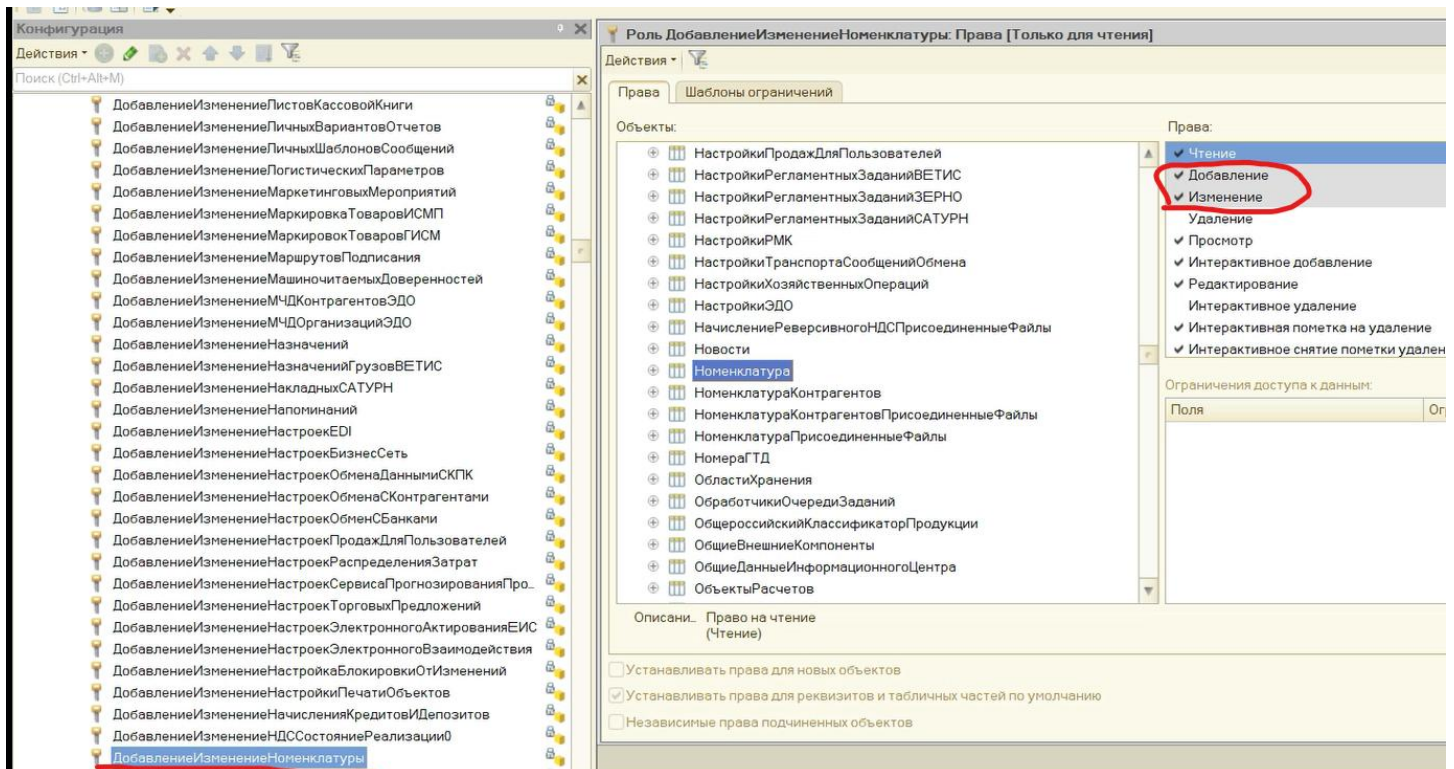 Конфигурация
Действия
Поиск (Ctrl+Alt+M)
ДобавлениеИзменениеЛистовКассовойКниги
ДобавлениеИзменениеЛичныхВариантовОтчетов
ДобавлениеИзменениеЛичныхШаблоновСообщений
ДобавлениеИзменениеЛогистическихПараметров
ДобавлениеИзменениеМаркетинговыхМероприятий
ДобавлениеИзменениеМаркировкаТоваровИСМП
ДобавлениеИзменениеМаркировокТоваровГИСМ
ДобавлениеИзменениеМаршрутовПодписания
ДобавлениеИзменениеМашиночитаемыхДоверенностей
ДобавлениеИзменениеМЧДКонтрагентовЭДО
ДобавлениеИзменениеМЧДОрганизацийЭДО
ДобавлениеИзменениеНазначений
ДобавлениеИзменениеНазначенийГрузовВЕТИС
ДобавлениеИзменениеНакладныхСАТУРН
ДобавлениеИзменениеНапоминаний
ДобавлениеИзменениеНастроекEDI
ДобавлениеИзменениеНастроекБизнесСеть
ДобавлениеИзменениеНастроекОбменаДаннымиСКПК
ДобавлениеИзменениеНастроекОбменаСКонтрагентами
ДобавлениеИзменениеНастроекОбменСБанками
ДобавлениеИзменениеНастроекПродажДляПользователей
ДобавлениеИзменениеНастроекРаспределенияЗатрат
ДобавлениеИзменениеНастроекСервисаПрогнозированияПро...
ДобавлениеИзменениеНастроекТорговыхПредложений
ДобавлениеИзменениеНастроекЭлектронногоАктированияЕИС
ДобавлениеИзменениеНастроекЭлектронногоВзаимодействия
ДобавлениеИзменениеНастройкаБлокировкиОтИзменений
ДобавлениеИзменениеНастройкиПечатиОбъектов
ДобавлениеИзменениеНачисленияКредитовИДепозитов
ДобавлениеИзменениеНДССостояниеРеализации0
ДобавлениеИзменениеНоменклатуры
Роль ДобавлениеИзменениеНоменклатуры: Права [Только для чтения]
Действия
Права
Шаблоны ограничений
Объекты:
НастройкиПродажДляПользователей
НастройкиРегламентныхЗаданийВЕТИС
НастройкиРегламентныхЗаданийЗЕРНО
НастройкиРегламентныхЗаданийСАТУРН
НастройкиРМК
НастройкиТранспортаСообщенийОбмена
НастройкиХозяйственныхОпераций
НастройкиЭДО
НачислениеРеверсивногоНДСПрисоединенныеФайлы
Новости
Номенклатура
НоменклатураКонтрагентов
НоменклатураКонтрагентовПрисоединенныеФайлы
НоменклатураПрисоединенныеФайлы
НомераГТД
ОбластиХранения
ОбработчикиОчередиЗаданий
ОбщероссийскийКлассификаторПродукции
ОбщиеВнешниеКомпоненты
ОбщиеДанныеИнформационногоЦентра
ОбъектыРасчетов
Права:
Чтение
Добавление
Изменение
Удаление
Просмотр
Интерактивное добавление
Редактирование
Интерактивное удаление
Интерактивная пометка на удаление
Интерактивное снятие пометки удален
Ограничения доступа к данным:
Поля
Ог
Описани... Право на чтение
(Чтение)
Устанавливать права для новых объектов
Устанавливать права для реквизитов и табличных частей по умолчанию
Независимые права подчиненных объектов